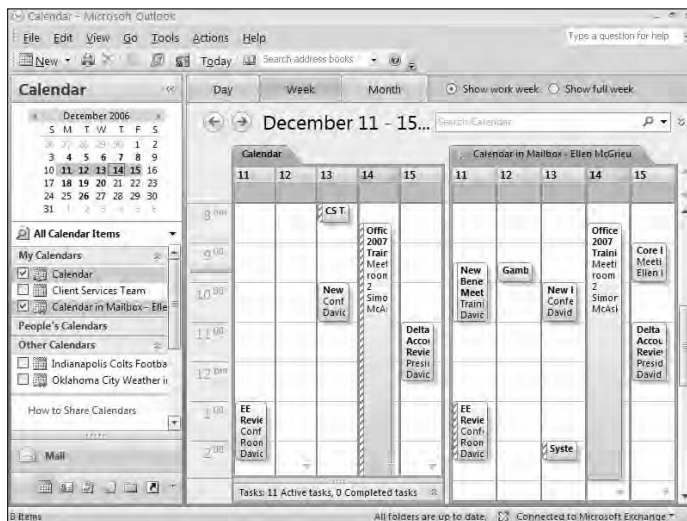 Calendar - Microsoft Outlook
File Edit View Go Tools Actions Help
Type a question for help
New Today Search address books
Calendar
Day Week Month Show work week Show full week
December 2006
S M T W T F S
26 27 28 29 30 1 2
3 4 5 6 7 8 9
10 11 12 13 14 15 16
17 18 19 20 21 22 23
24 25 26 27 28 29 30
31 1 2 3 4 5 6
All Calendar Items
My Calendars
Calendar
Client Services Team
Calendar in Mailbox - Elle
People's Calendars
Other Calendars
Indianapolis Colts Footba
Oklahoma City Weather i
How to Share Calendars
Mail
December 11 - 15...
Search Calendar
Calendar
11 12 13 14 15
8 am
9 00
10 00
11 00
12 pm
1 00
2 00
CS T
Offic
2007
Train
Meet
room
2
Simor
McAs
New
Conf
Davic
Delta
Accou
Revie
Presi
Davic
EE
Revie
Conf
Room
Davic
Calendar in Mailbox - Ellen McGrieu
11 12 13 14 15
Office
2007
Traini
Meeti
room
2
Simor
McAsl
Core I
Meeti
Ellen I
New
Bene
Meet
Traini
David
Gamb
New I
Confe
David
Delta
Accou
Review
Presid
David
EE
Revie
Confe
Room
David
Syste
Tasks: 11 Active tasks, 0 Completed tasks
8 Items
All folders are up to date. Connected to Microsoft Exchange